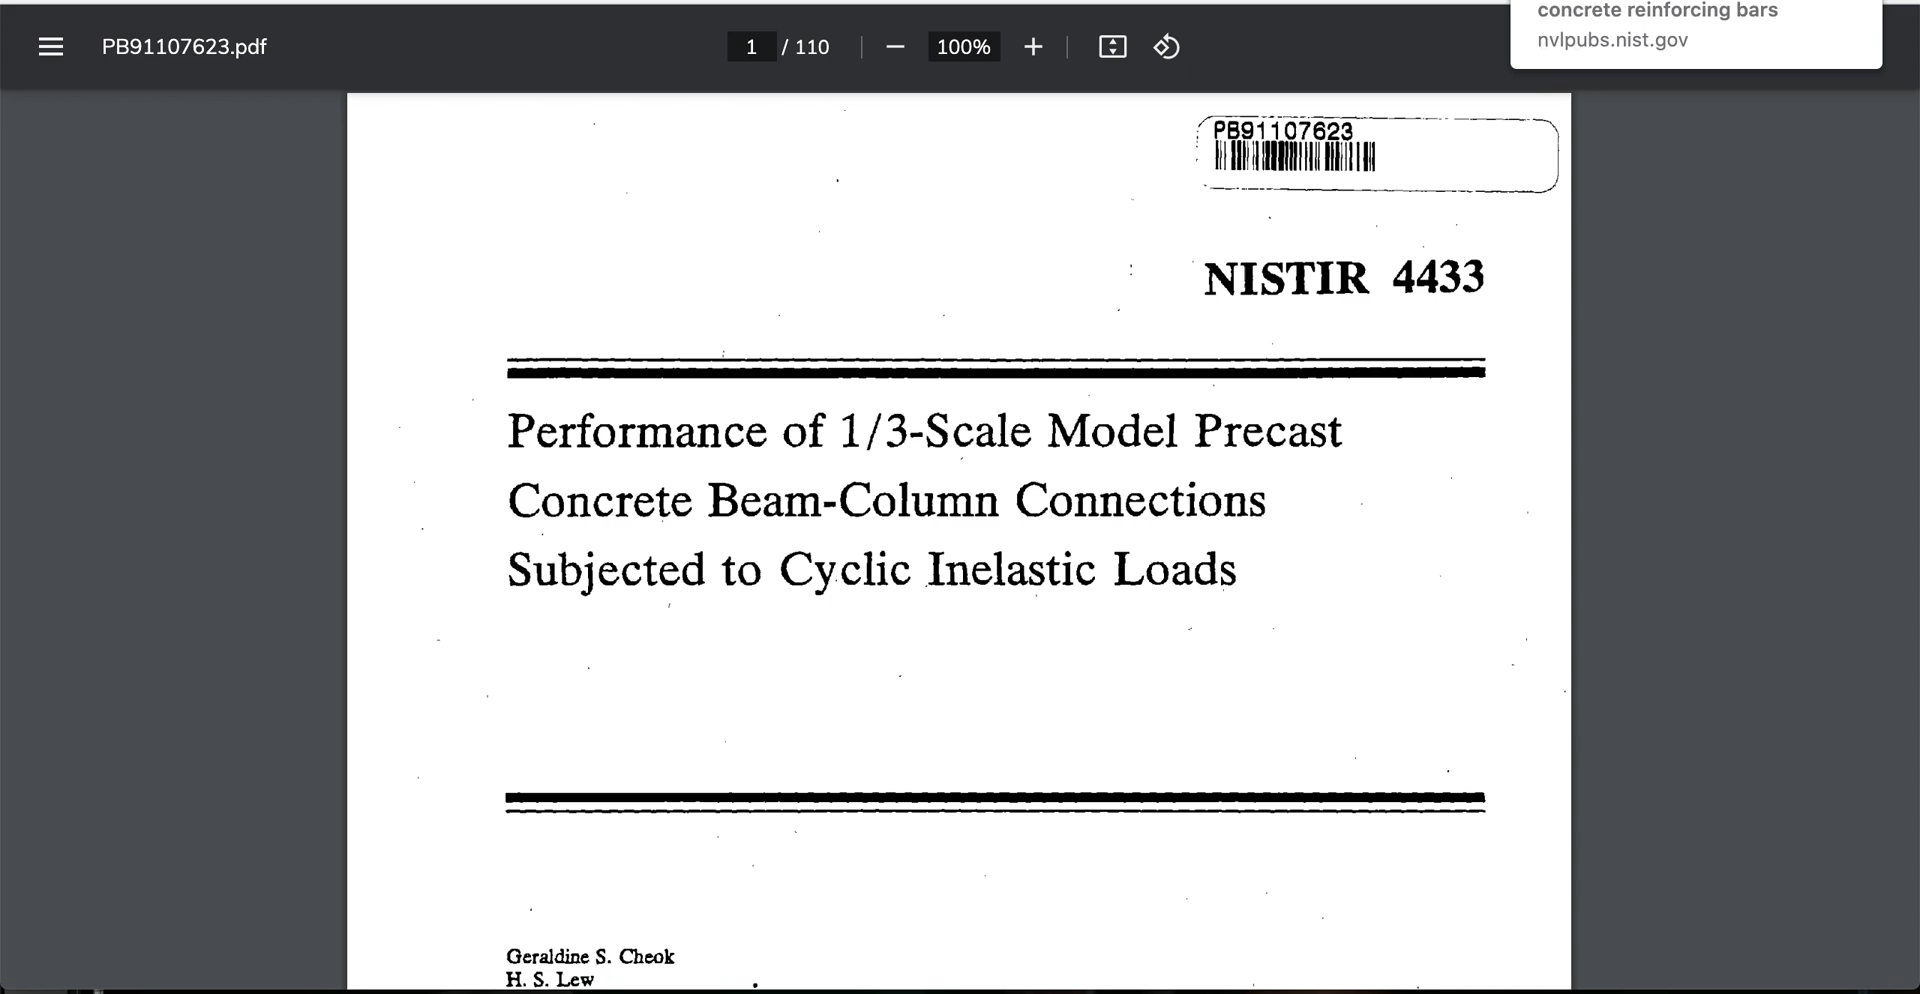 concrete reinforcing bars
nvlpubs.nist.gov
PB91107623.pdf
1 / 110
100%
PB91107623
NISTIR 4433
Performance of 1/3-Scale Model Precast
Concrete Beam-Column Connections
Subjected to Cyclic Inelastic Loads
Geraldine S. Cheok
H. S. Lew